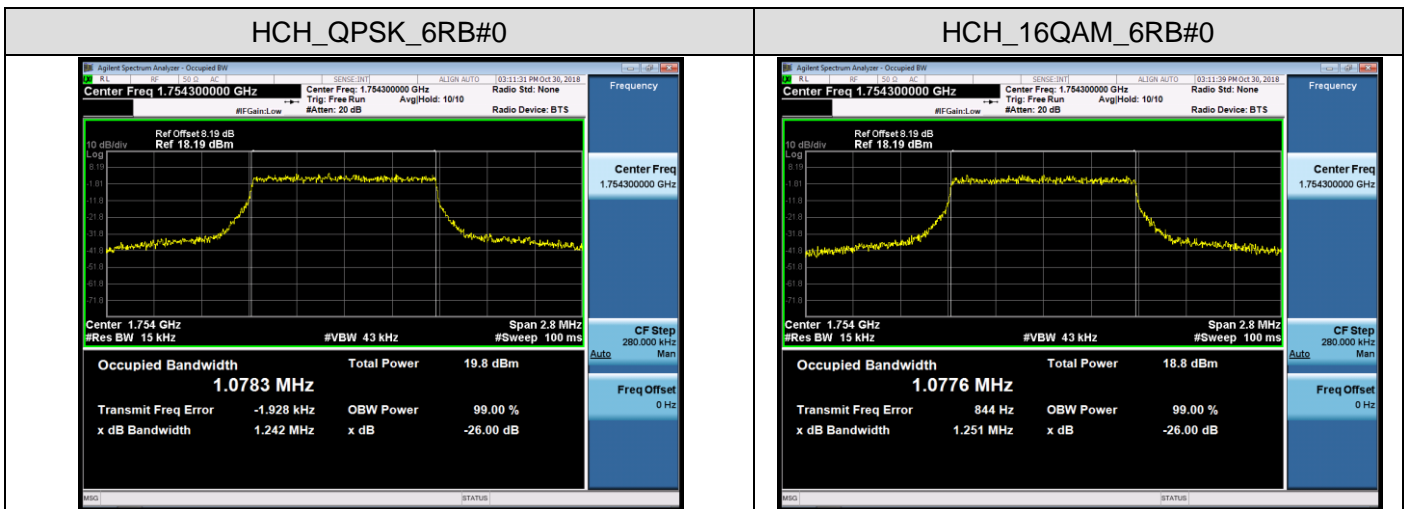 HCH_QPSK_6RB#0
HCH_16QAM_6RB#0
Agilent Spectrum Analyzer - Occupied BW
RL RF 50 Ω AC SENSE:INT ALIGN AUTO 03:11:31 PM Oct 30, 2018
Center Freq 1.754300000 GHz
Center Freq: 1.754300000 GHz
Radio Std: None
Trig: Free Run Avg|Hold: 10/10
#IFGain:Low #Atten: 20 dB Radio Device: BTS
Ref Offset 8.19 dB
10 dB/div Ref 18.19 dBm
Log
8.19
-1.81
-11.8
-21.8
-31.8
-41.8
-51.8
-61.8
-71.8
Center 1.754 GHz Span 2.8 MHz
#Res BW 15 kHz #VBW 43 kHz #Sweep 100 ms
Occupied Bandwidth Total Power 19.8 dBm
1.0783 MHz
Transmit Freq Error -1.928 kHz OBW Power 99.00 %
x dB Bandwidth 1.242 MHz x dB -26.00 dB
MSG STATUS
Frequency
Center Freq
1.754300000 GHz
CF Step
280.000 kHz
Auto Man
Freq Offset
0 Hz
Agilent Spectrum Analyzer - Occupied BW
RL RF 50 Ω AC SENSE:INT ALIGN AUTO 03:11:39 PM Oct 30, 2018
Center Freq 1.754300000 GHz
Center Freq: 1.754300000 GHz
Radio Std: None
Trig: Free Run Avg|Hold: 10/10
#IFGain:Low #Atten: 20 dB Radio Device: BTS
Ref Offset 8.19 dB
10 dB/div Ref 18.19 dBm
Log
8.19
-1.81
-11.8
-21.8
-31.8
-41.8
-51.8
-61.8
-71.8
Center 1.754 GHz Span 2.8 MHz
#Res BW 15 kHz #VBW 43 kHz #Sweep 100 ms
Occupied Bandwidth Total Power 18.8 dBm
1.0776 MHz
Transmit Freq Error 844 Hz OBW Power 99.00 %
x dB Bandwidth 1.251 MHz x dB -26.00 dB
MSG STATUS
Frequency
Center Freq
1.754300000 GHz
CF Step
280.000 kHz
Auto Man
Freq Offset
0 Hz